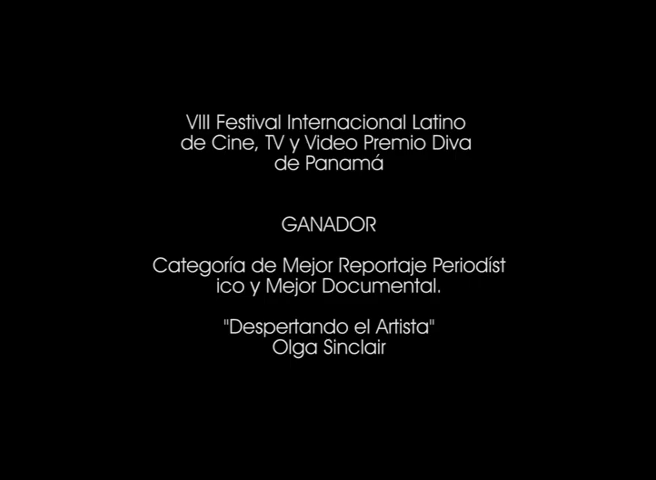 VIII Festival Internacional Latino
de Cine, TV y Video Premio Diva
de Panamá
GANADOR
Categoría de Mejor Reportaje Periodíst
ico y Mejor Documental.
"Despertando el Artista"
Olga Sinclair